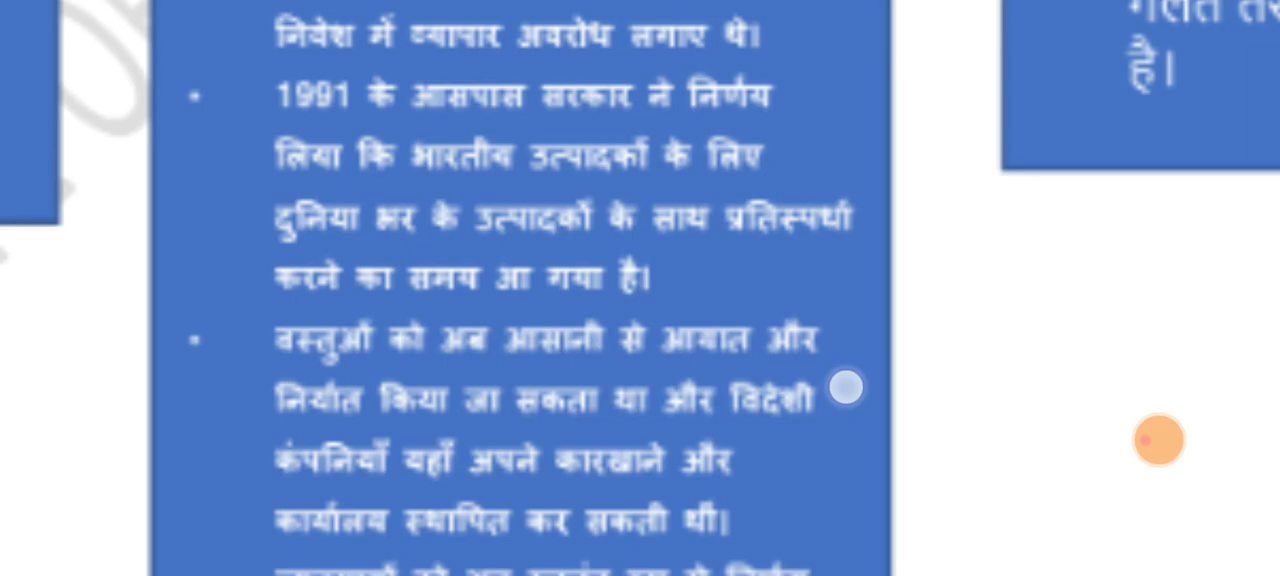 निवेश में व्यापार अवरोध लगाए थे।
• 1991 के आसपास सरकार ने निर्णय
लिया कि भारतीय उत्पादकों के लिए
दुनिया भर के उत्पादकों के साथ प्रतिस्पर्धा
करने का समय आ गया है।
• वस्तुओं को अब आसानी से आयात और
निर्यात किया जा सकता था और विदेशी
कंपनियाँ यहाँ अपने कारखाने और
कार्यालय स्थापित कर सकती थीं।
गलत
है।